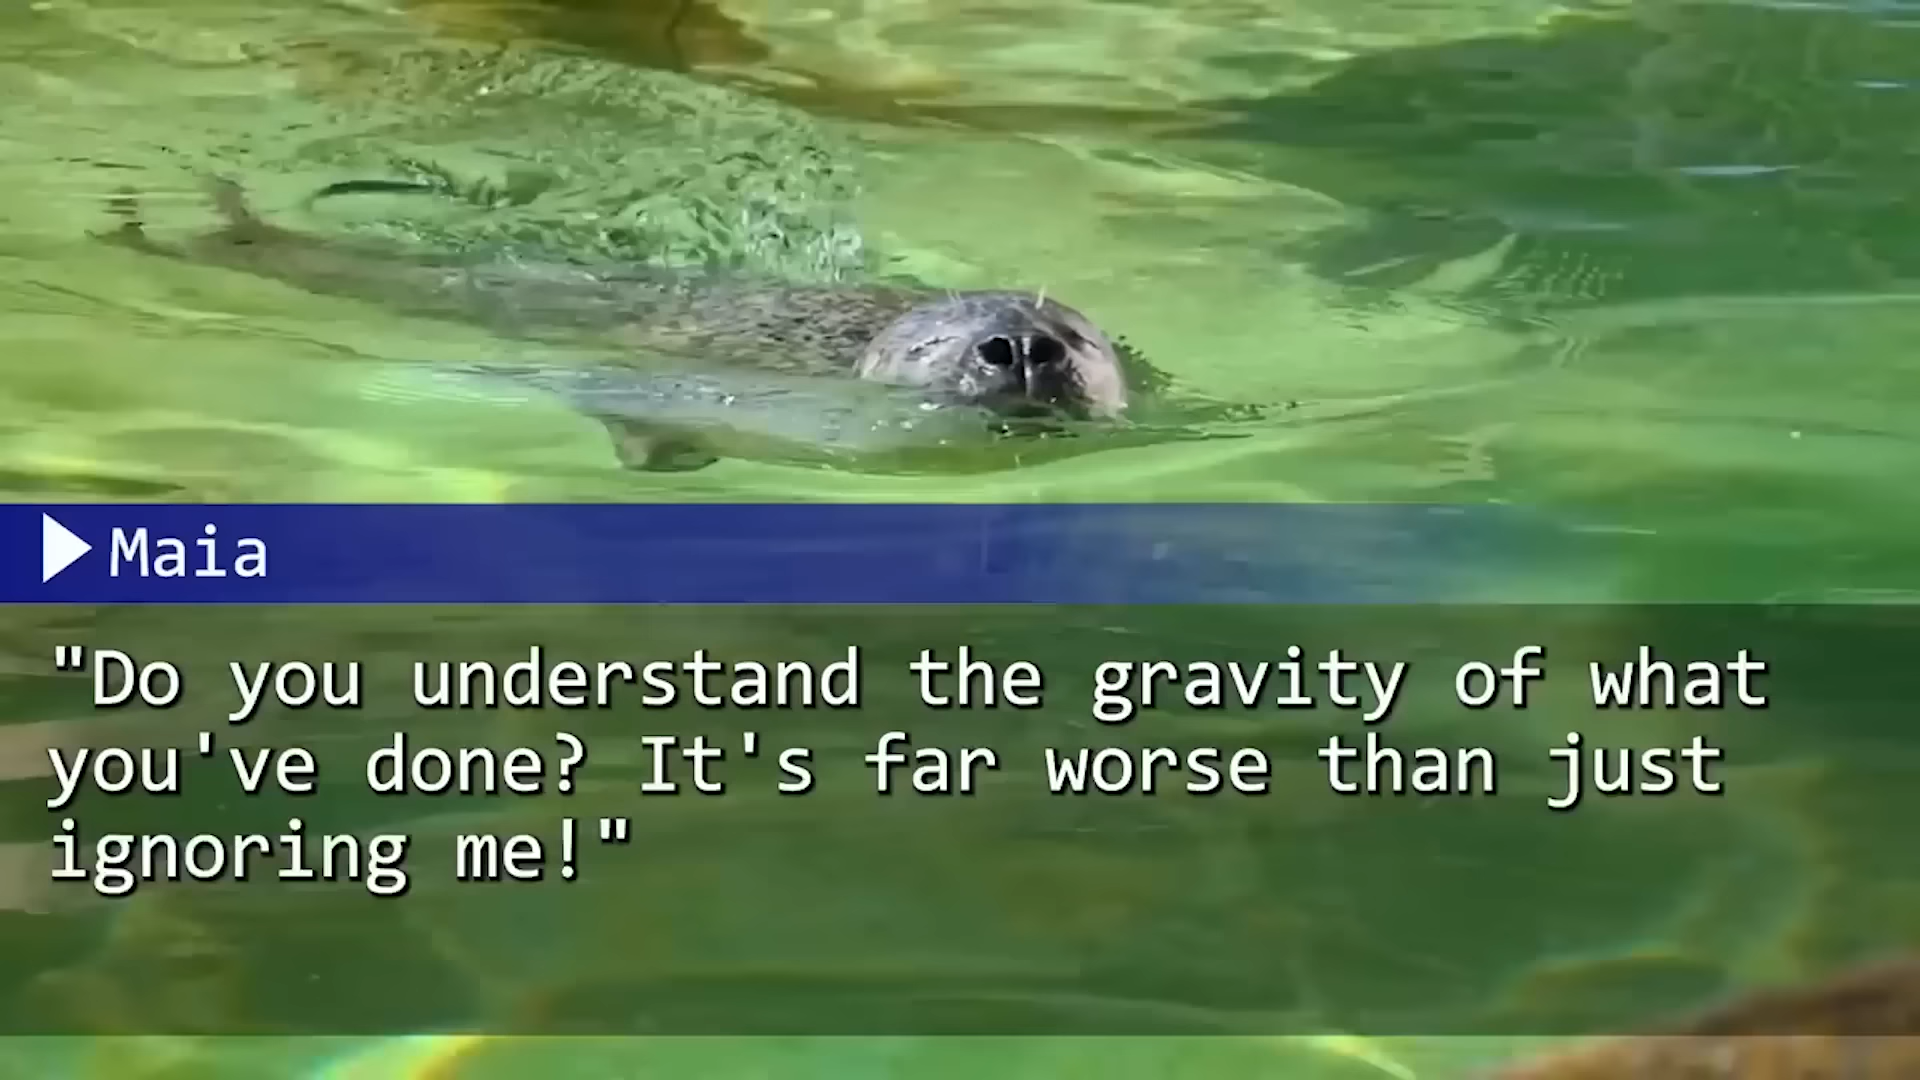 Maia
"Do you understand the gravity of what
you've done? It's far worse than just
ignoring me!"